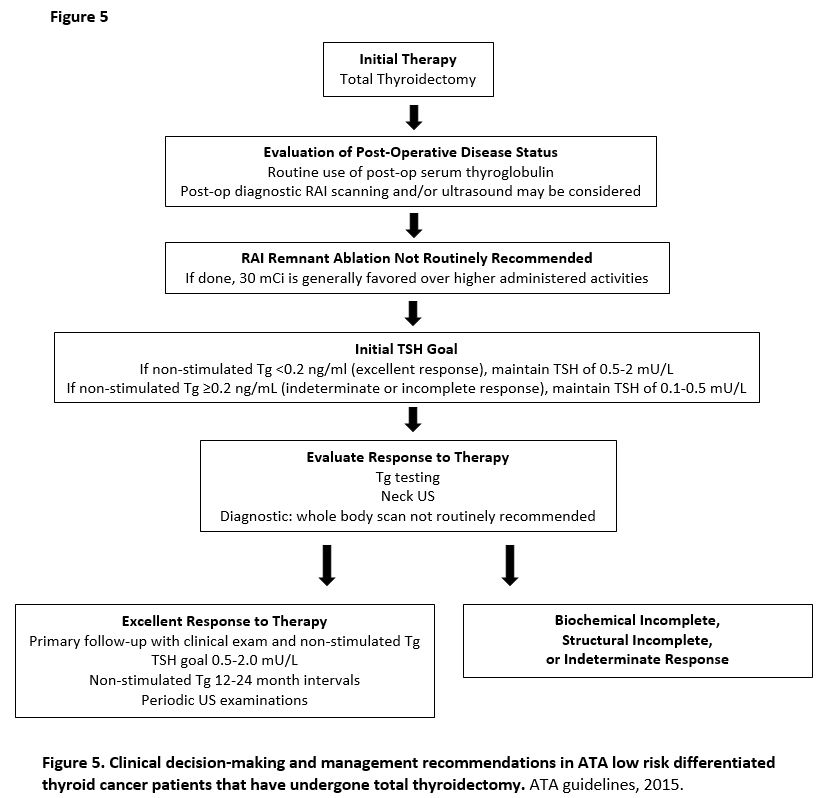 Figure 5
Initial Therapy
Total Thyroidectomy
Evaluation of Post-Operative Disease Status
Routine use of post-op serum thyroglobulin
Post-op diagnostic RAI scanning and/or ultrasound may be considered
RAI Remnant Ablation Not Routinely Recommended
If done, 30 mCi is generally favored over higher administered activities
Initial TSH Goal
If non-stimulated Tg <0.2 ng/ml (excellent response), maintain TSH of 0.5-2 mU/L
If non-stimulated Tg ≥0.2 ng/mL (indeterminate or incomplete response), maintain TSH of 0.1-0.5 mU/L
Evaluate Response to Therapy
Tg testing
Neck US
Diagnostic: whole body scan not routinely recommended
Excellent Response to Therapy
Primary follow-up with clinical exam and non-stimulated Tg
TSH goal 0.5-2.0 mU/L
Non-stimulated Tg 12-24 month intervals
Periodic US examinations
Biochemical Incomplete,
Structural Incomplete,
or Indeterminate Response
Figure 5. Clinical decision-making and management recommendations in ATA low risk differentiated
thyroid cancer patients that have undergone total thyroidectomy. ATA guidelines, 2015.